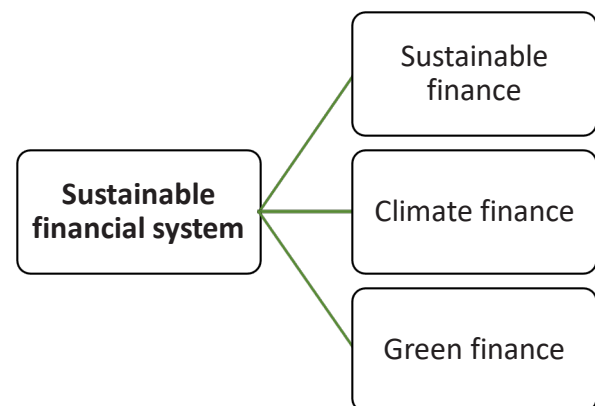 Sustainable
finance
Sustainable
financial system
Climate finance
Green finance